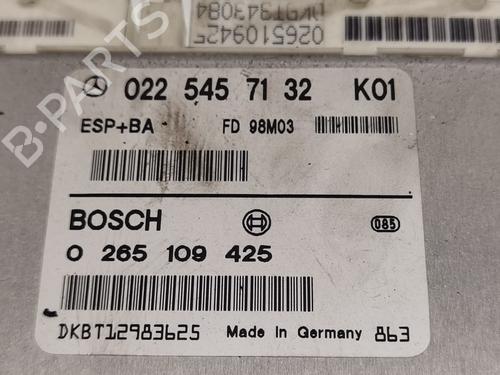 0265109425
DK9T343084
022 545 71 32 K01
ESP+BA FD 98M03
BOSCH 085
0 265 109 425
DKBT12983625 Made in Germany 863
B-PARTS